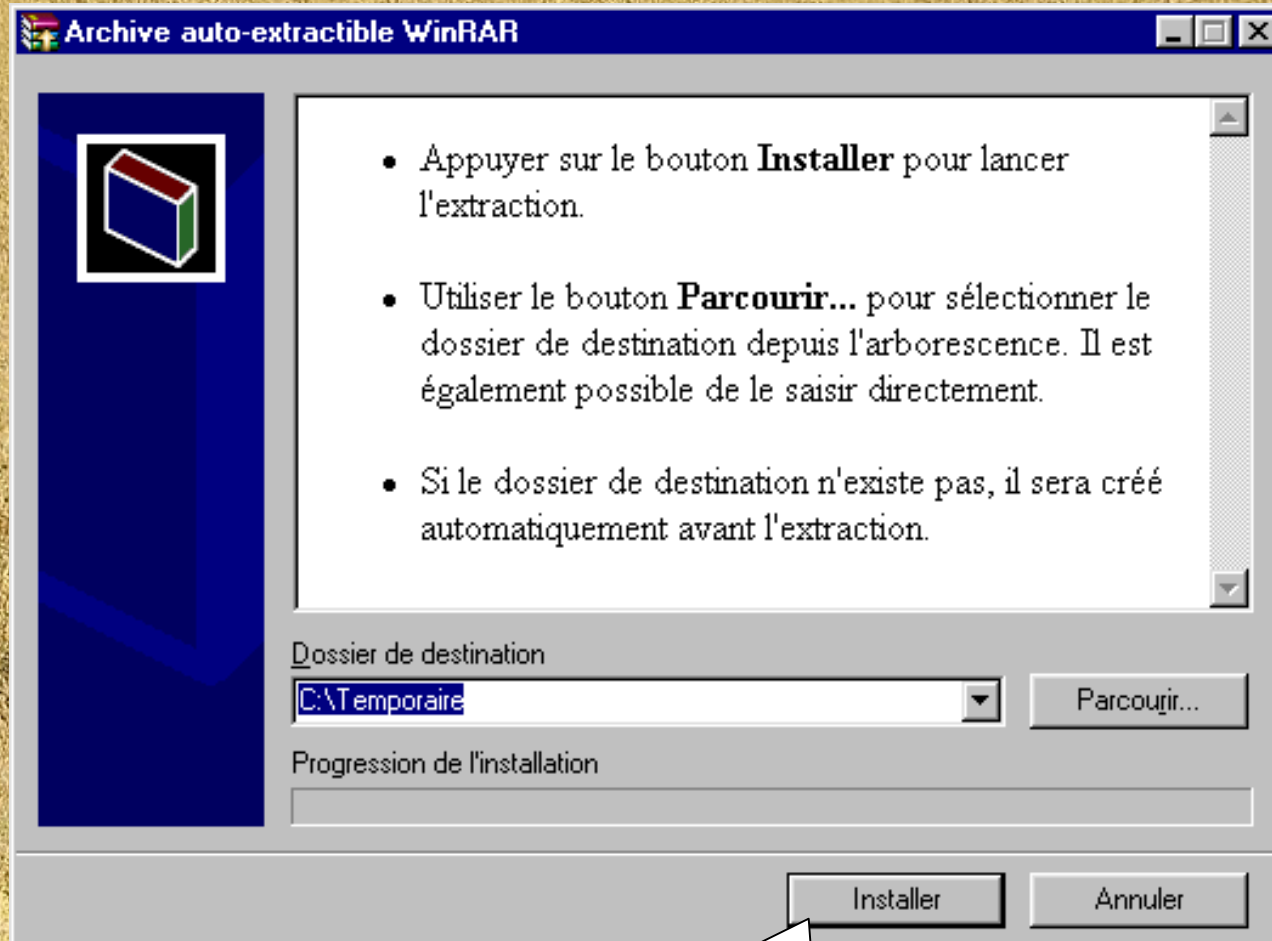 Archive auto-extractible WinRAR
• Appuyer sur le bouton Installer pour lancer
l'extraction.
• Utiliser le bouton Parcourir... pour sélectionner le
dossier de destination depuis l'arborescence. Il est
également possible de le saisir directement.
• Si le dossier de destination n'existe pas, il sera créé
automatiquement avant l'extraction.
Dossier de destination
C:\Temporaire
Parcourir...
Progression de l'installation
Installer
Annuler